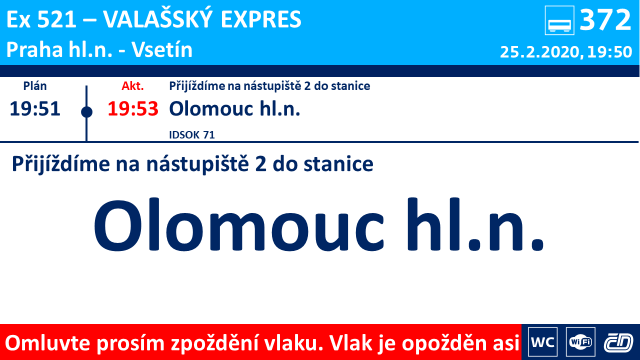 Ex 521 – VALAŠSKÝ EXPRES
372
Praha hl.n. - Vsetín
25.2.2020, 19:50
Plán
Akt.
Přijíždíme na nástupiště 2 do stanice
19:51
19:53
Olomouc hl.n.
IDSOK 71
Přijíždíme na nástupiště 2 do stanice
Olomouc hl.n.
Omluvte prosím zpoždění vlaku. Vlak je opožděn asi
WC
WiFi
ČD